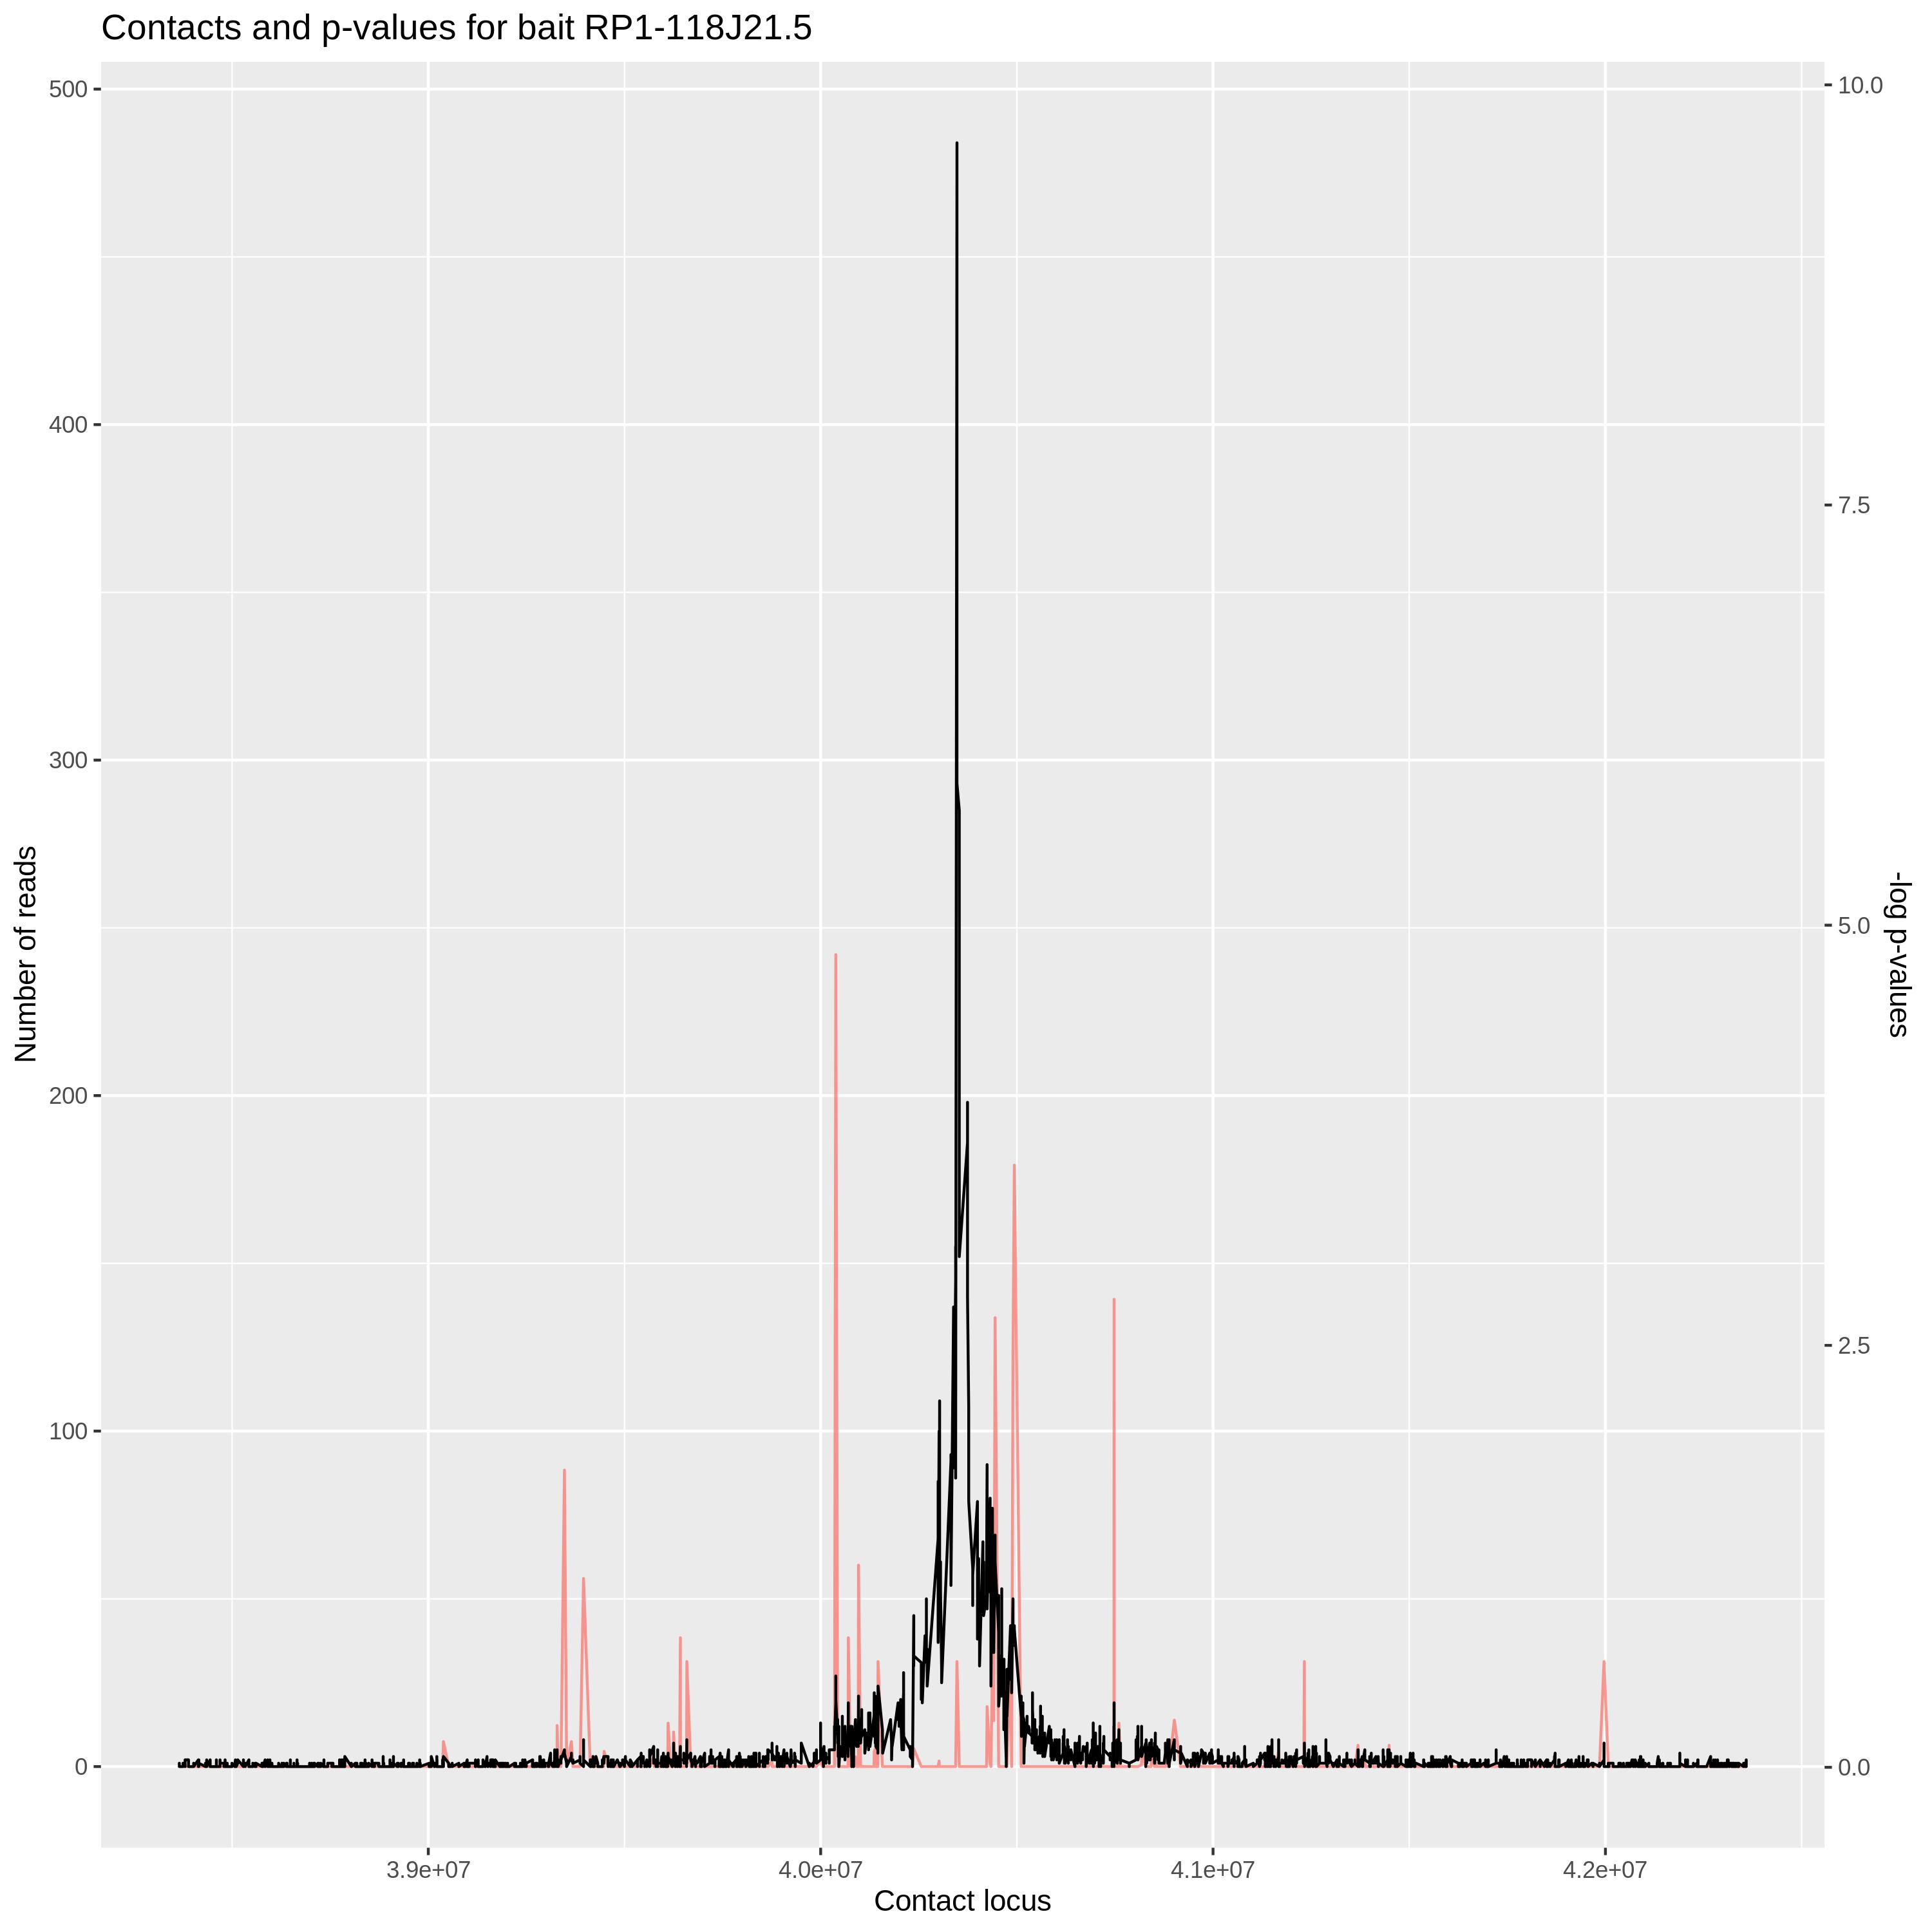 Contacts and p-values for bait RP1-118J21.5
500
400
300
200
100
0
Number of reads
10.0
7.5
5.0
2.5
0.0
-log p-values
3.9e+07
4.0e+07
4.1e+07
4.2e+07
Contact locus